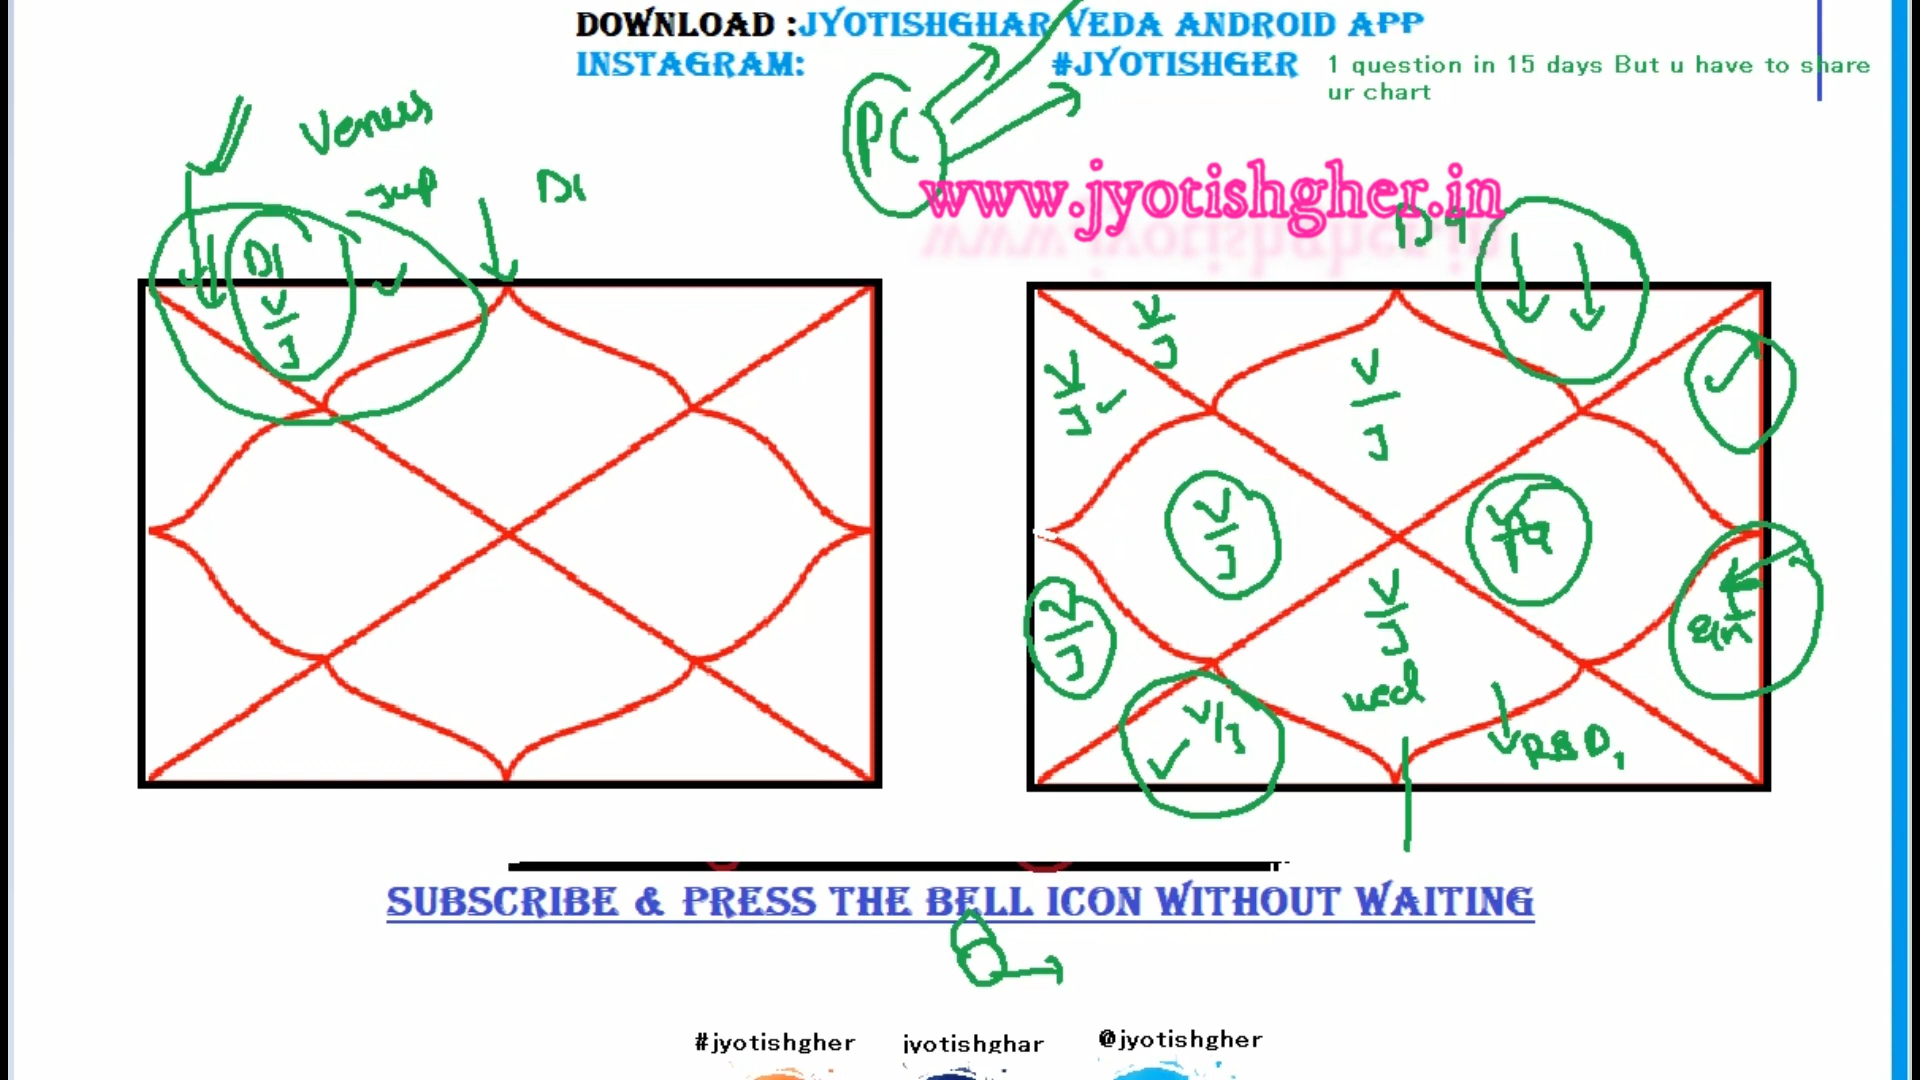 DOWNLOAD :JYOTISHGHAR VEDA ANDROID APP
INSTAGRAM: #JYOTISHGER
1 question in 15 days But u have to share
ur chart
PC
Venus
Jup
D1
www.jyotishgher.in
D9
D1
V/J
V/J
V/J
V/J
V/J
V/J
V/J
wed
SUBSCRIBE & PRESS THE BELL ICON WITHOUT WAITING
#jyotishgher jyotishghar @jyotishgher